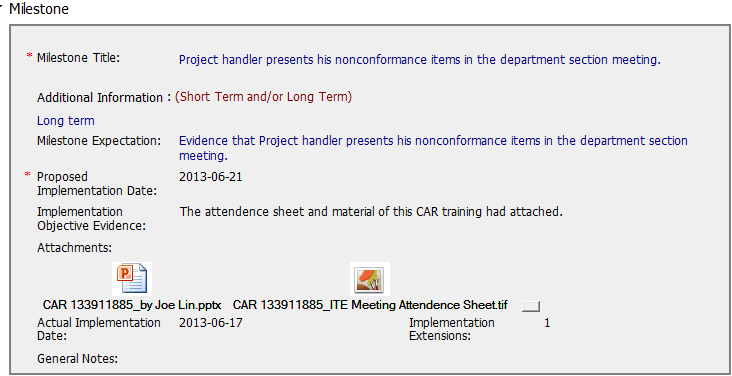 Milestone
* Milestone Title: Project handler presents his nonconformance items in the department section meeting.
Additional Information : (Short Term and/or Long Term)
Long term
Milestone Expectation: Evidence that Project handler presents his nonconformance items in the department section
meeting.
* Proposed 2013-06-21
Implementation Date:
Implementation The attendence sheet and material of this CAR training had attached.
Objective Evidence:
Attachments:
CAR 133911885_by Joe Lin.pptx CAR 133911885_ITE Meeting Attendence Sheet.tif
Actual Implementation 2013-06-17 Implementation 1
Date: Extensions:
General Notes: